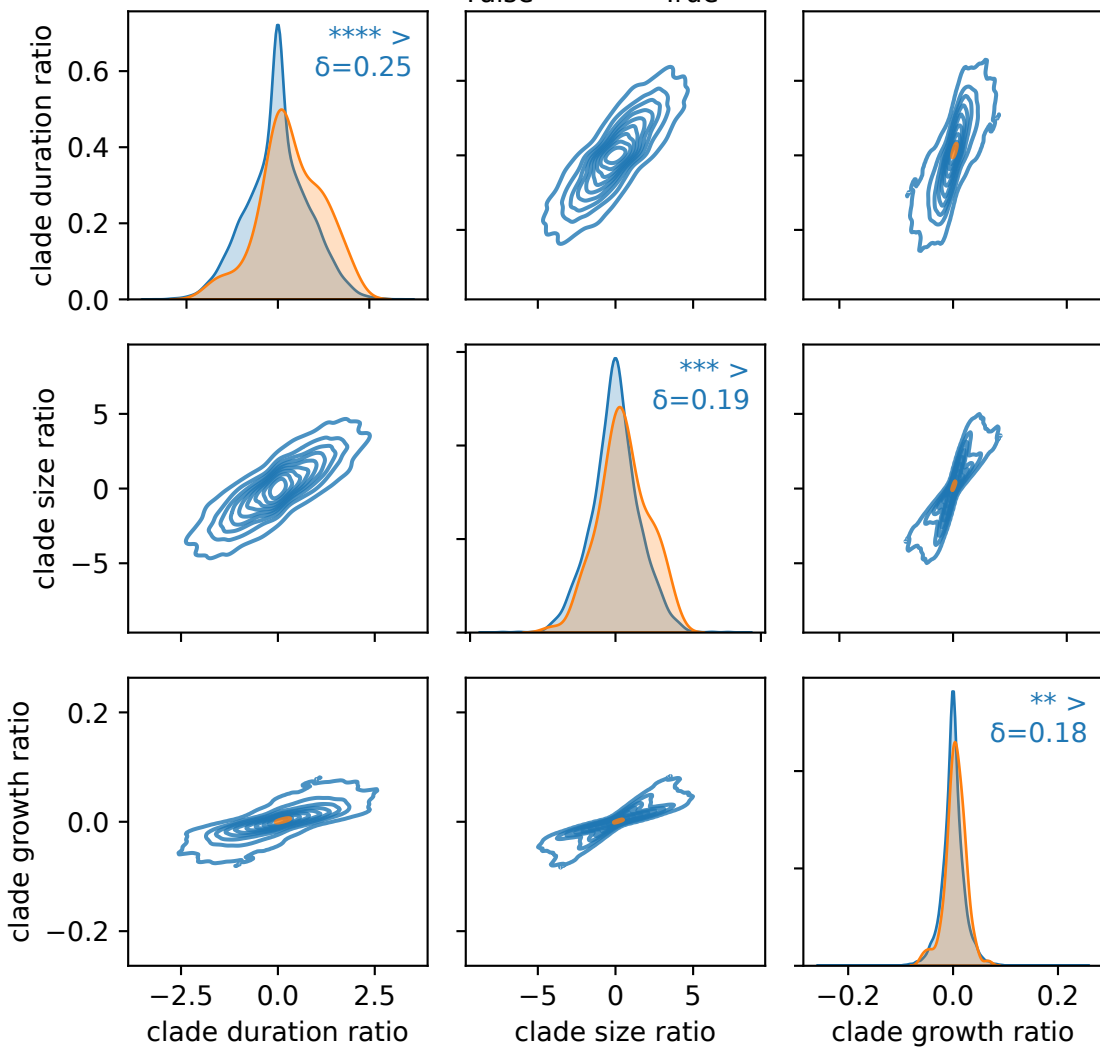 True
clade duration ratio
0.6
0.4
0.2
0.0
**** >
δ=0.25
clade size ratio
5
0
−5
*** >
δ=0.19
clade growth ratio
0.2
0.0
−0.2
** >
δ=0.18
−2.5
0.0
2.5
−5
0
5
−0.2
0.0
0.2
clade duration ratio
clade size ratio
clade growth ratio